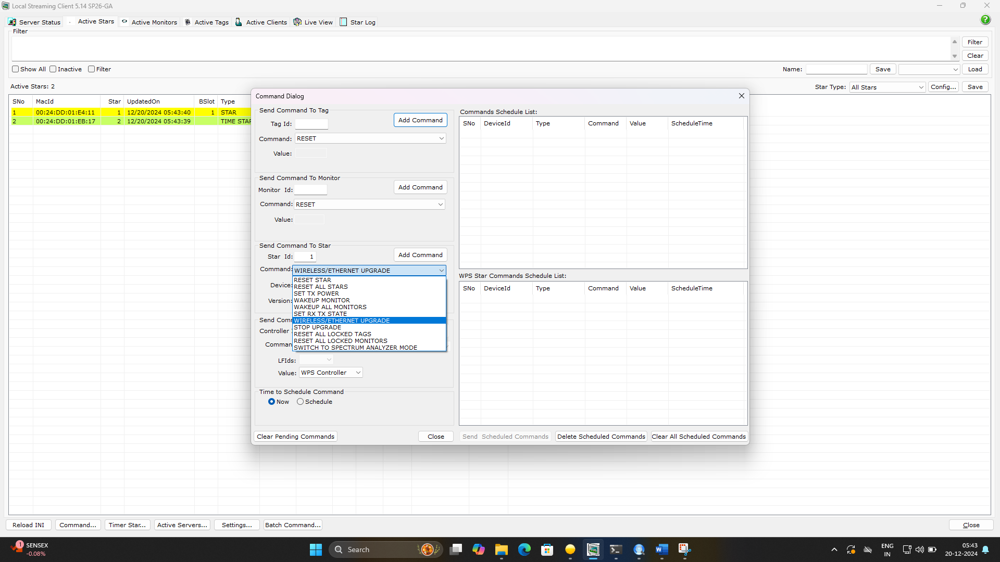 Local Streaming Client 5.14 SP26-GA
Server Status
Active Stars
Active Monitors
Active Tags
Active Clients
Live View
Star Log
?
Filter
Filter
Clear
Show All
Inactive
Filter
Name:
Save
Load
Active Stars: 2
Star Type:
All Stars
Config...
Save
SNo MacId Star UpdatedOn BSlot Type
1 00:24:DD:01:E4:11 1 12/20/2024 05:43:40 1 STAR
2 00:24:DD:01:EB:17 2 12/20/2024 05:43:39 TIME STAR
Command Dialog
Send Command To Tag
Tag Id:
Add Command
Command: RESET
Value:
Send Command To Monitor
Monitor Id:
Add Command
Command: RESET
Value:
Send Command To Star
Star Id: 1
Add Command
Command: WIRELESS/ETHERNET UPGRADE
RESET STAR
RESET ALL STARS
SET TX POWER
WAKEUP MONITOR
WAKEUP ALL MONITORS
SET RX TX STATE
WIRELESS/ETHERNET UPGRADE
STOP UPGRADE
RESET ALL LOCKED TAGS
RESET ALL LOCKED MONITORS
SWITCH TO SPECTRUM ANALYZER MODE
Device:
Version:
Send Com
Controller
Comman
LFIds:
Value: WPS Controller
Time to Schedule Command
Now
Schedule
Clear Pending Commands
Close
Commands Schedule List:
SNo DeviceId Type Command Value ScheduleTime
WPS Star Commands Schedule List:
SNo DeviceId Type Command Value ScheduleTime
Send Scheduled Commands
Delete Scheduled Commands
Clear All Scheduled Commands
Reload INI
Command...
Timer Star...
Active Servers...
Settings...
Batch Command...
Close
1
SENSEX
-0.08%
Search
ENG
IN
05:43
20-12-2024